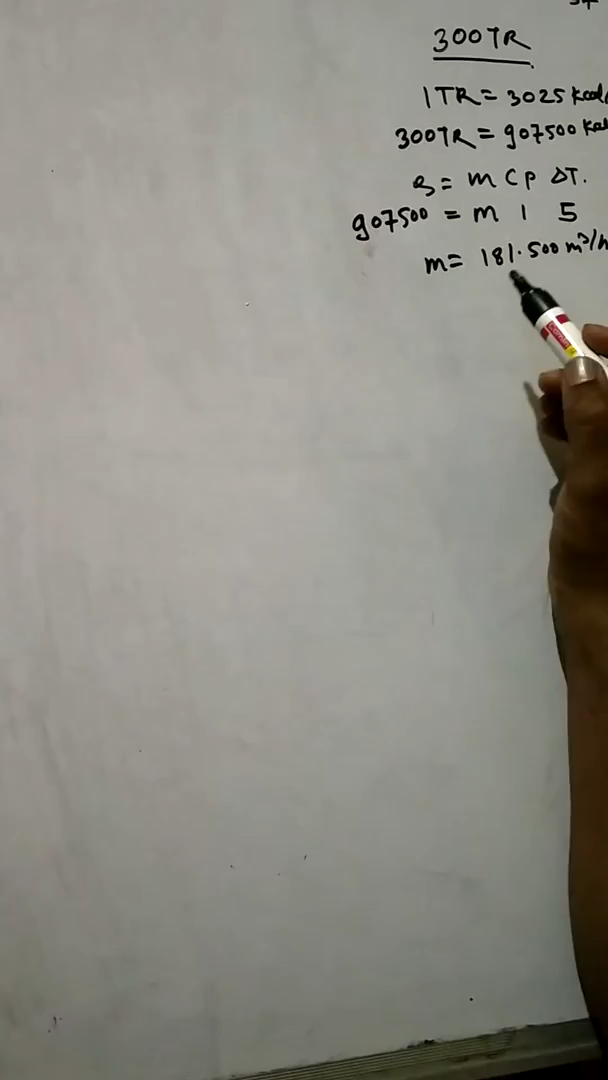 300TR
1TR = 3025 Kcal/
300TR = 907500 Kcal
Q = m CP ΔT.
907500 = m 1 5
m = 181.500 m³/h